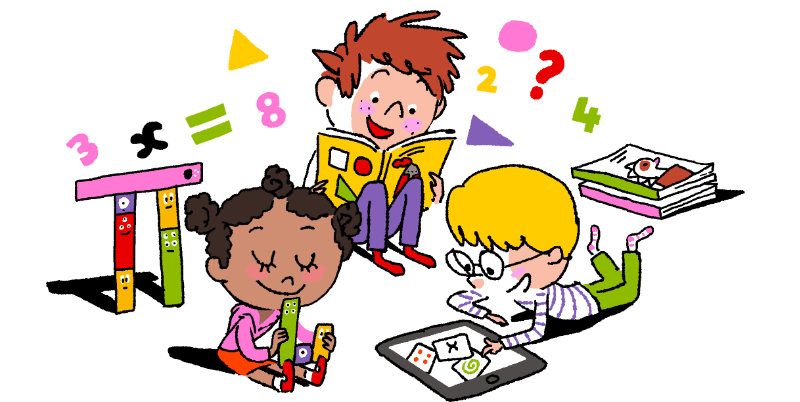 3 x = 8
2 ? 4
x